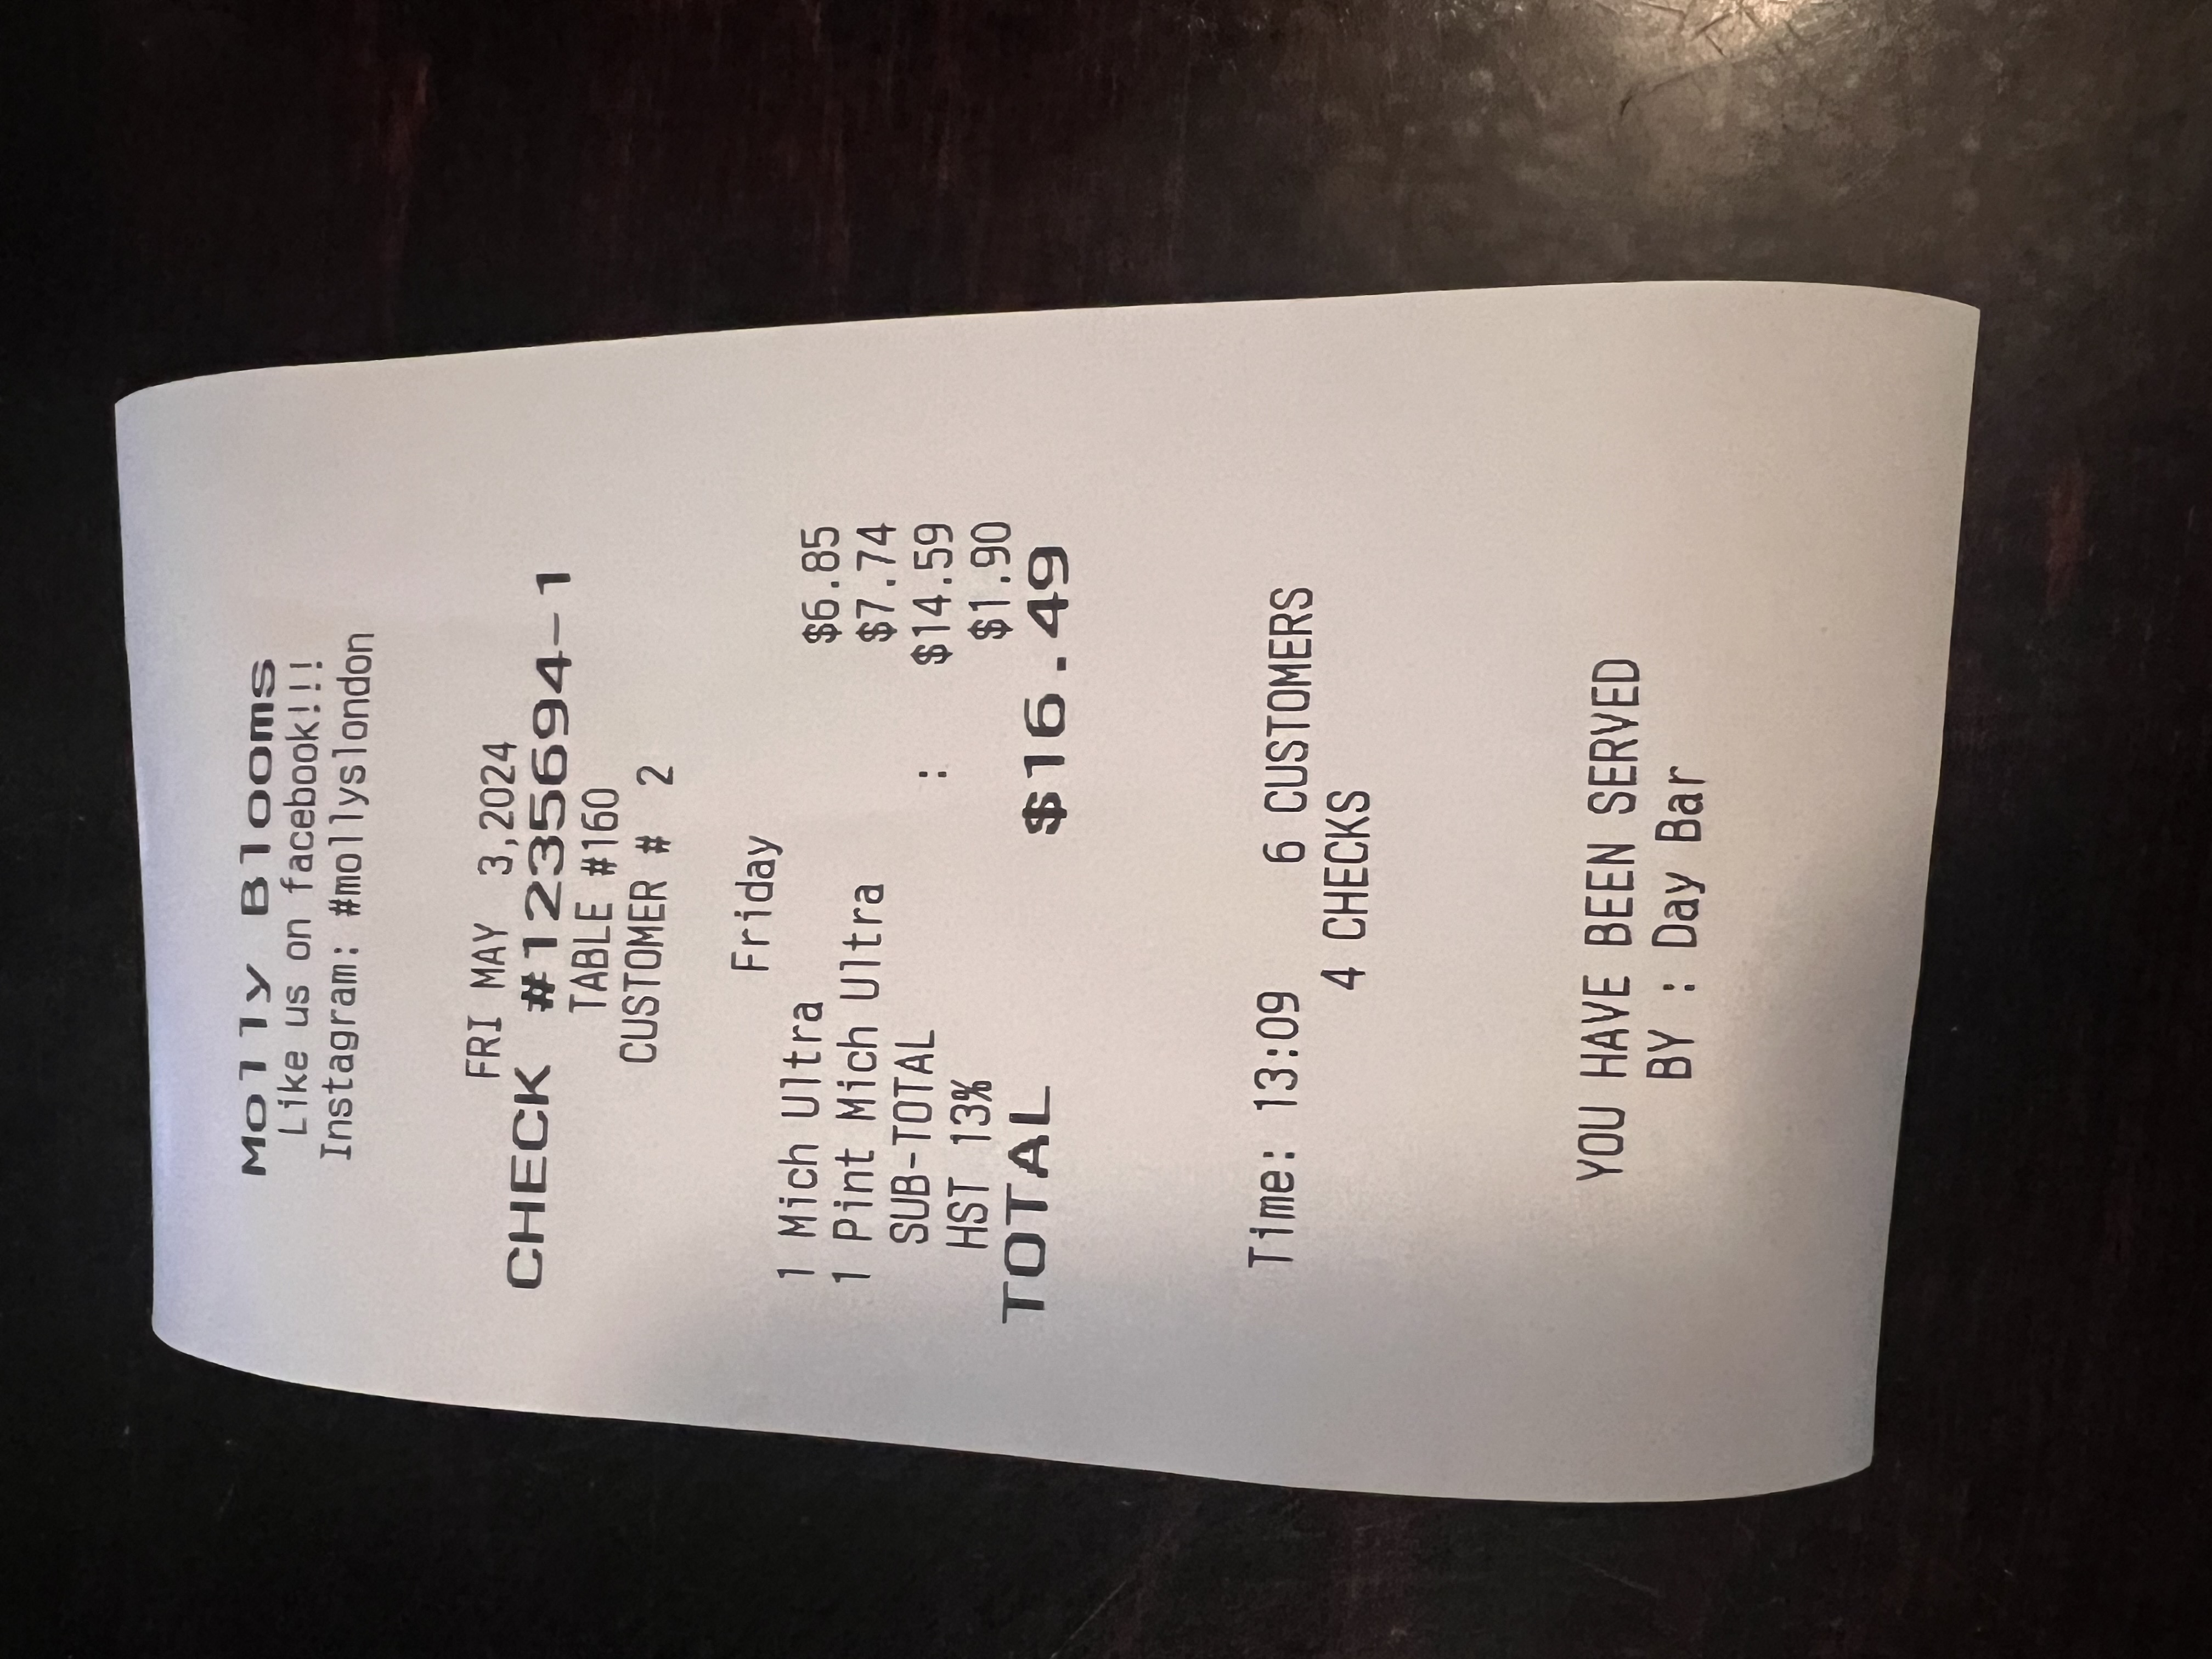 Molly Blooms
Like us on facebook!!!
Instagram: #mollyslondon
FRI MAY 3,2024
CHECK #1235694-1
TABLE #160
CUSTOMER # 2
Friday
1 Mich Ultra $6.85
1 Pint Mich Ultra $7.74
SUB-TOTAL : $14.59
HST 13% $1.90
TOTAL $16.49
Time: 13:09 6 CUSTOMERS
4 CHECKS
YOU HAVE BEEN SERVED
BY : Day Bar